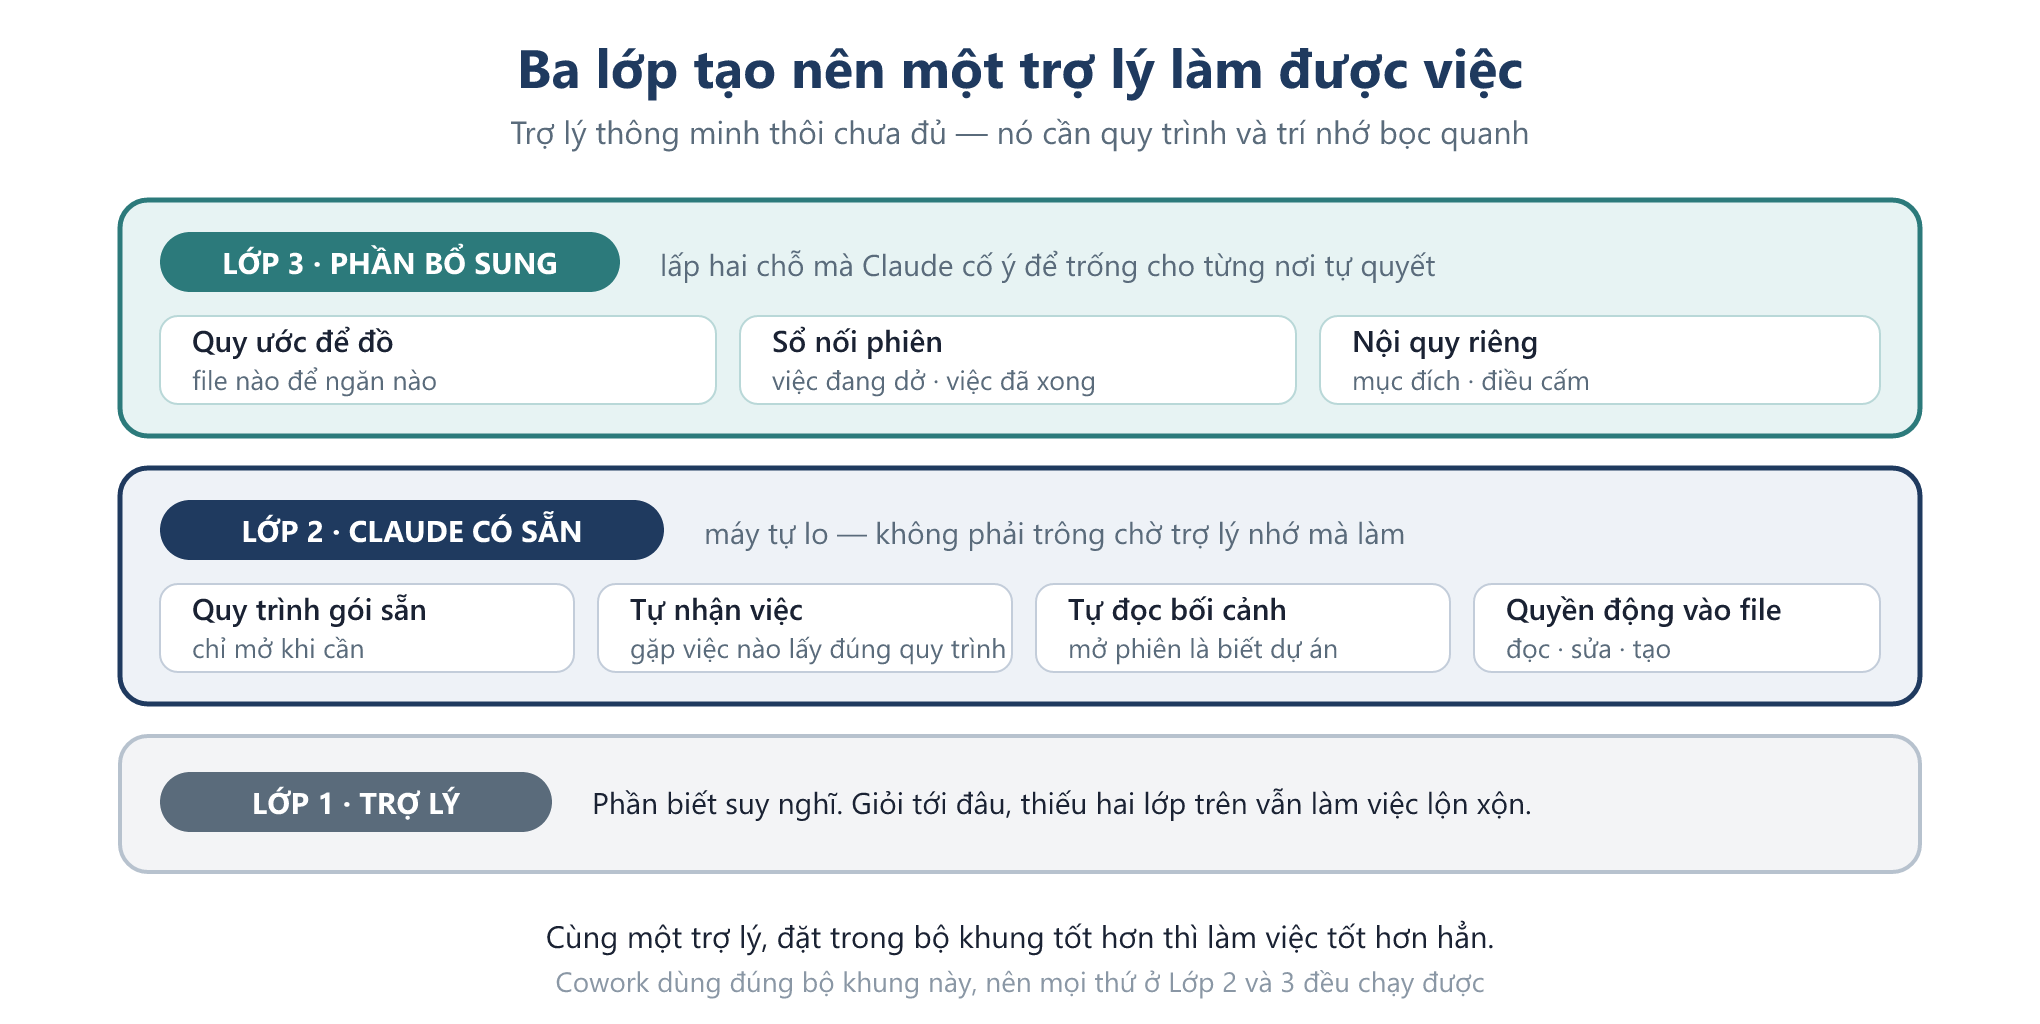 Ba lớp tạo nên một trợ lý làm được việc
Trợ lý thông minh thôi chưa đủ — nó cần quy trình và trí nhớ bọc quanh
LỚP 3 · PHẦN BỔ SUNG
lấp hai chỗ mà Claude cố ý để trống cho từng nơi tự quyết
Quy ước để đồ
file nào để ngăn nào
Sổ nối phiên
việc đang dở · việc đã xong
Nội quy riêng
mục đích · điều cấm
LỚP 2 · CLAUDE CÓ SẴN
máy tự lo — không phải trông chờ trợ lý nhớ mà làm
Quy trình gói sẵn
chỉ mở khi cần
Tự nhận việc
gặp việc nào lấy đúng quy trình
Tự đọc bối cảnh
mở phiên là biết dự án
Quyền động vào file
đọc · sửa · tạo
LỚP 1 · TRỢ LÝ
Phần biết suy nghĩ. Giỏi tới đâu, thiếu hai lớp trên vẫn làm việc lộn xộn.
Cùng một trợ lý, đặt trong bộ khung tốt hơn thì làm việc tốt hơn hẳn.
Cowork dùng đúng bộ khung này, nên mọi thứ ở Lớp 2 và 3 đều chạy được